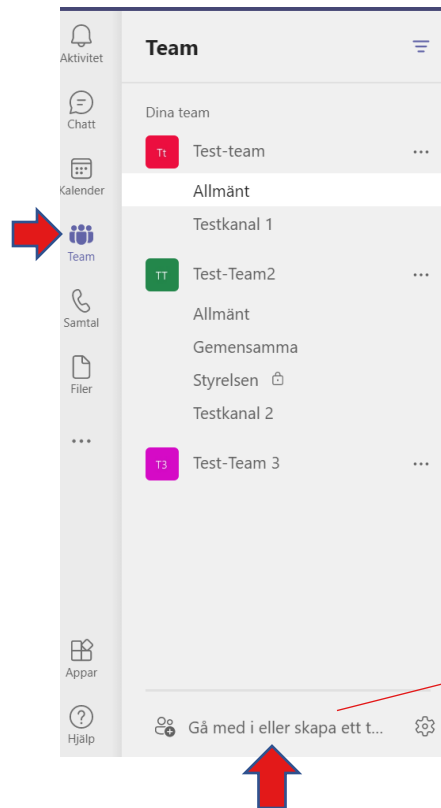 Aktivitet
Chatt
Kalender
Team
Samtal
Filer
Appar
Hjälp
Team
Dina team
Tt Test-team
Allmänt
Testkanal 1
TT Test-Team2
Allmänt
Gemensamma
Styrelsen
Testkanal 2
T3 Test-Team 3
Gå med i eller skapa ett t...